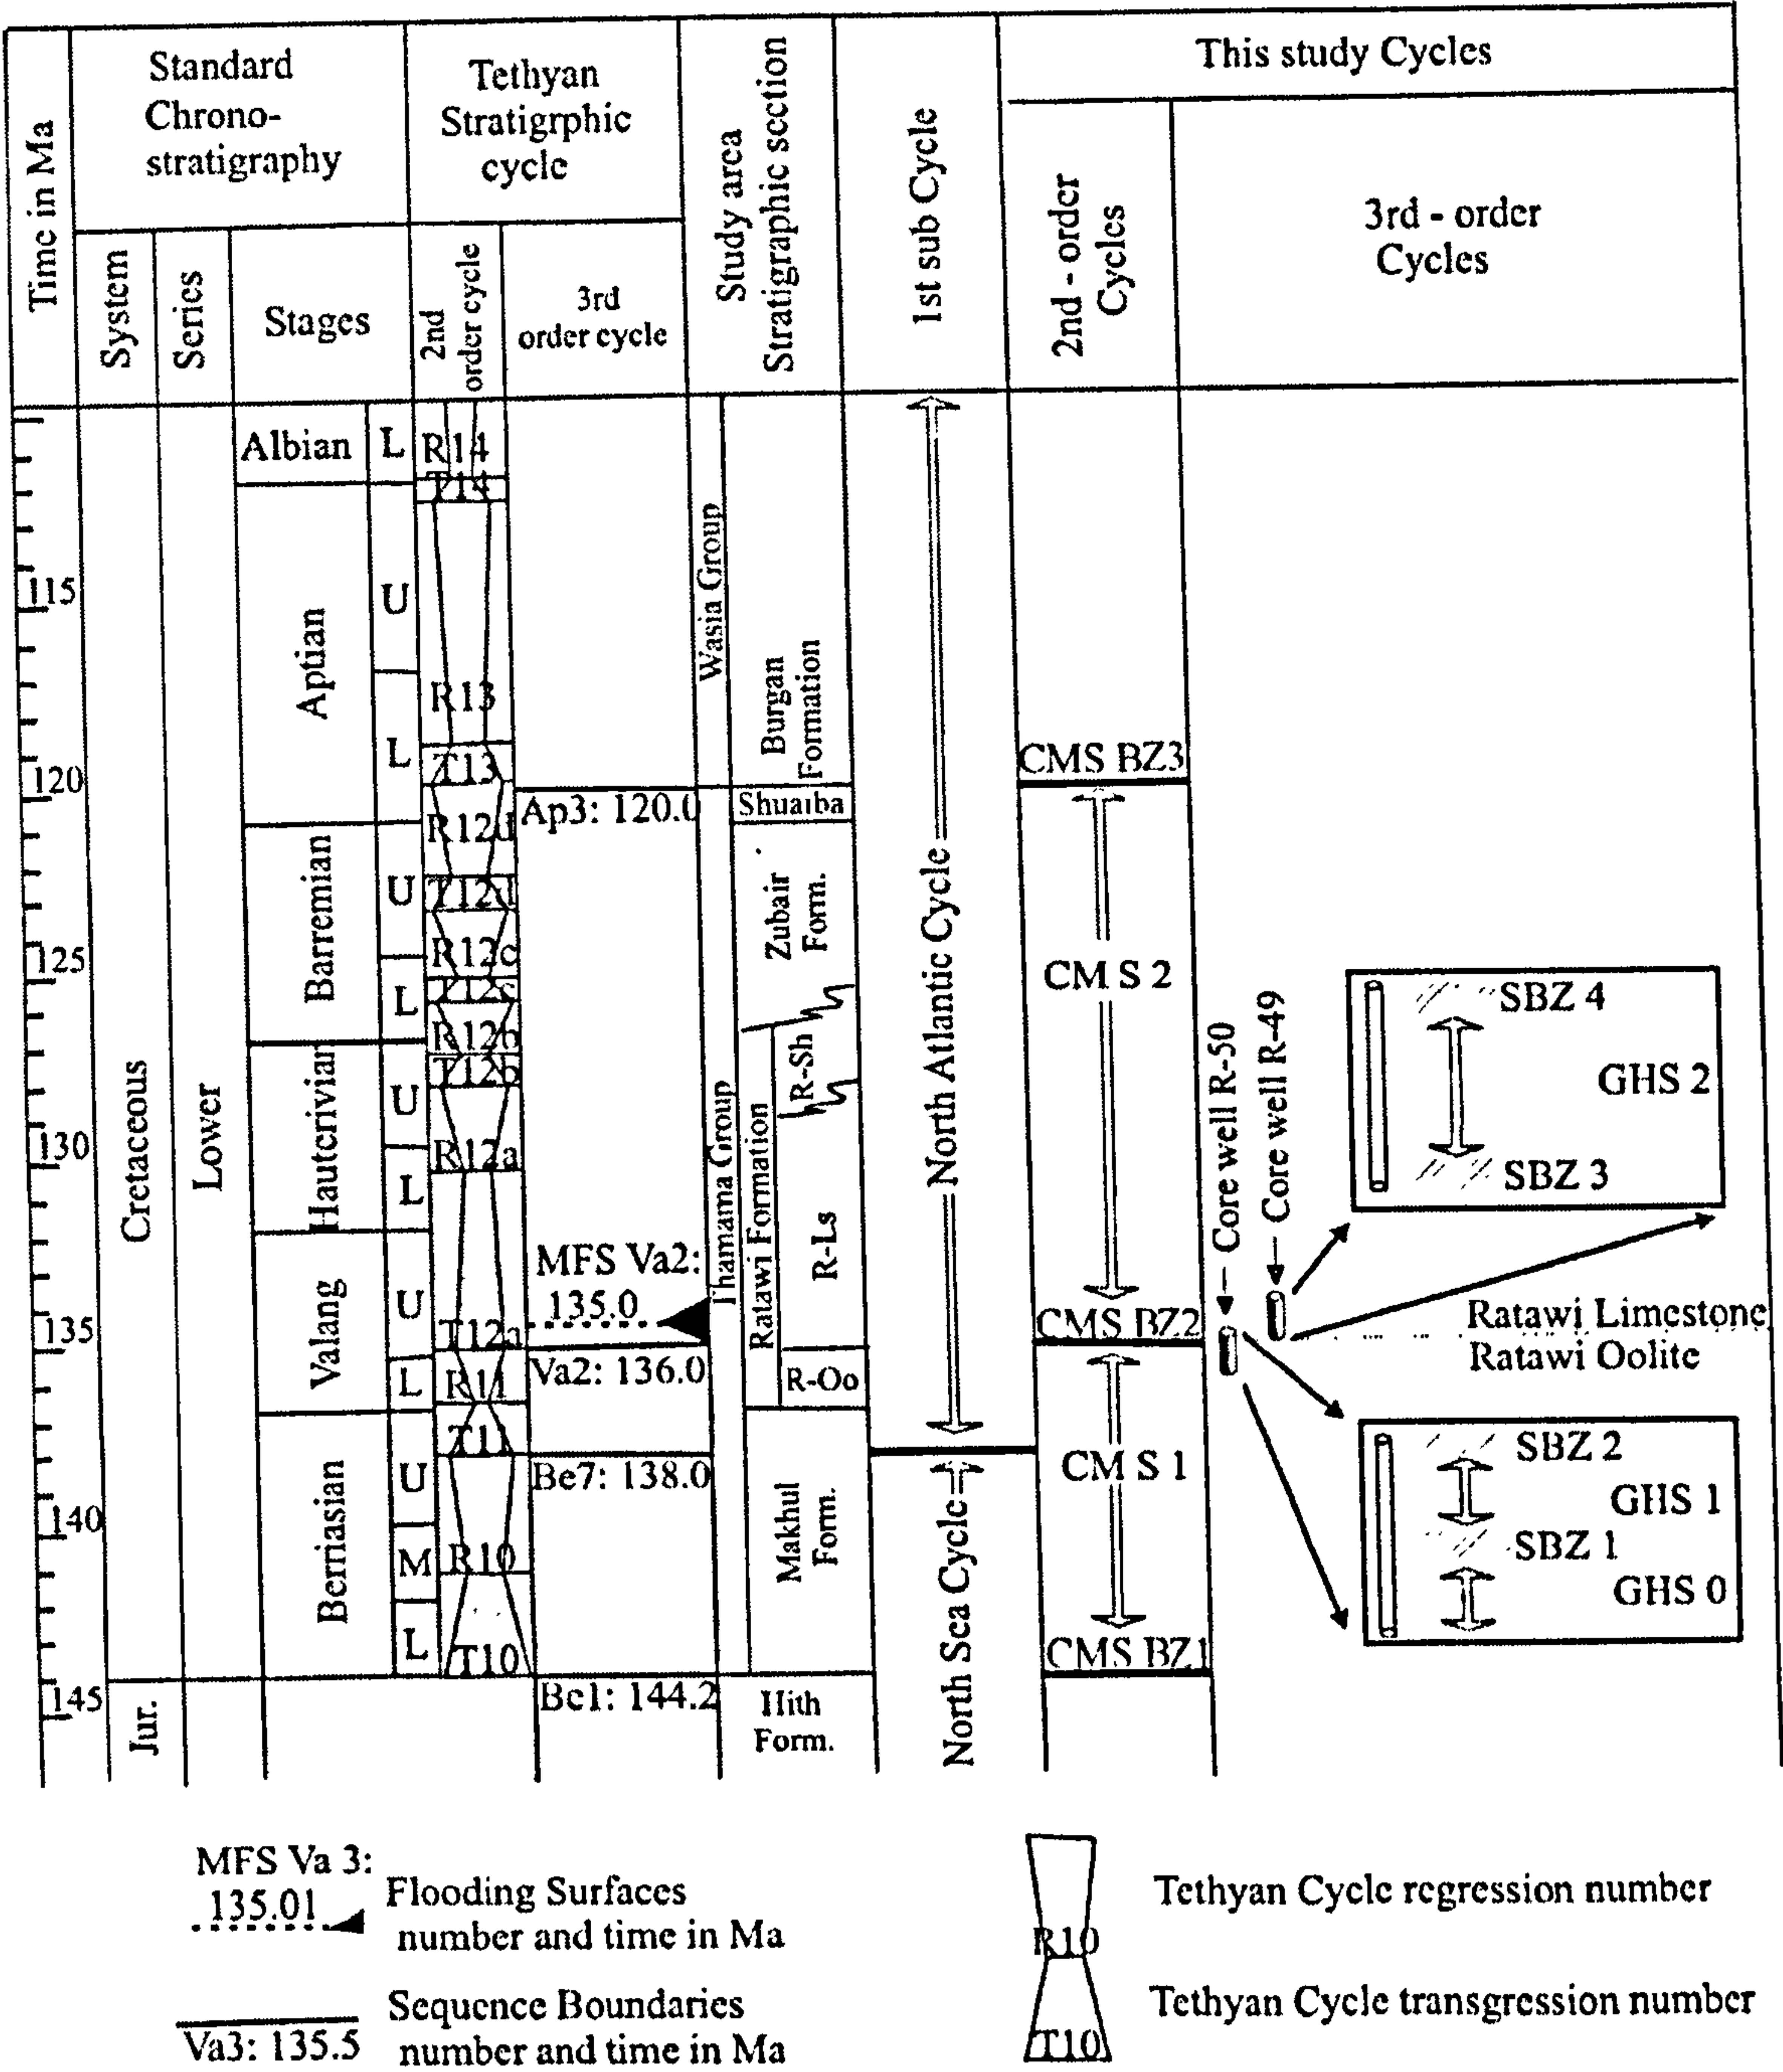 Time in Ma
Standard
Chrono-
stratigraphy
System
Series
Stages
Tethyan
Stratigrphic
cycle
2nd
order cycle
3rd
order cycle
Study area
Stratigraphic scction
1st sub Cycle
This study Cycles
2nd - order
Cycles
3rd - order
Cycles
115
120
125
130
135
140
145
Cretaceous
Jur.
Lower
Albian
L
Aptian
U
L
Barremian
U
L
Hauterivian
U
L
Valang
U
L
Berriasian
U
M
L
R14
T14
R13
T13
R12d
T12d
R12c
T12c
R12b
T12b
R12a
T12a
R11
T11
R10
T10
Ap3: 120.0
MFS Va2:
135.0
Va2: 136.0
Be7: 138.0
Be1: 144.2
Wasia Group
Thamama Group
Burgan
Formation
Shuaiba
Zubair
Form.
Ratawi Formation
R-Sh
R-Ls
R-Oo
Makhul
Form.
Hith
Form.
North Atlantic Cycle
North Sea Cycle
CMS BZ3
CM S 2
CMS BZ2
CM S 1
CMS BZ1
Core well R-50
Core well R-49
SBZ 4
GHS 2
SBZ 3
Ratawi Limestone
Ratawi Oolite
SBZ 2
GHS 1
SBZ 1
GHS 0
MFS Va 3:
135.01
Flooding Surfaces
number and time in Ma
Va3: 135.5
Sequence Boundaries
number and time in Ma
R10
Tethyan Cycle regression number
T10
Tethyan Cycle transgression number